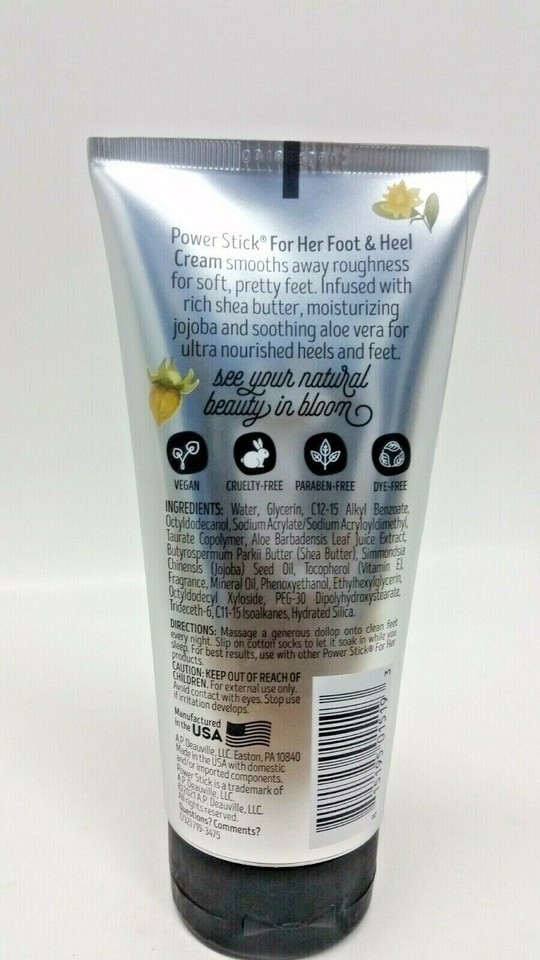 Power Stick® For Her Foot & Heel
Cream smooths away roughness
for soft, pretty feet. Infused with
rich shea butter, moisturizing
jojoba and soothing aloe vera for
ultra nourished heels and feet.
see your natural
beauty in bloom
VEGAN CRUELTY-FREE PARABEN-FREE DYE-FREE
INGREDIENTS: Water, Glycerin, C12-15 Alkyl Benzoate,
Octyldodecanol, Sodium Acrylate/Sodium Acryloyldimethyl,
Taurate Copolymer, Aloe Barbadensis Leaf Juice Extract,
Butyrospermum Parkii Butter (Shea Butter), Simmondsia
Chinensis (Jojoba) Seed Oil, Tocopherol (Vitamin E),
Fragrance, Mineral Oil, Phenoxyethanol, Ethylhexylglycerin,
Octyldodecyl Xyloside, PEG-30 Dipolyhydroxystearate,
Trideceth-6, C11-15 Isoalkanes, Hydrated Silica.
DIRECTIONS: Massage a generous dollop onto clean feet
every night. Slip on cotton socks to let it soak in while you
sleep. For best results, use with other Power Stick® For Her
products.
CAUTION: KEEP OUT OF REACH OF
CHILDREN. For external use only.
Avoid contact with eyes. Stop use
if irritation develops.
Manufactured
in the USA
A.P. Deauville, LLC. Easton, PA 10840
Made in the USA with domestic
and/or imported components.
Power Stick is a trademark of
A.P. Deauville, LLC.
©2021 A.P. Deauville, LLC.
All rights reserved.
Questions? Comments?
(732) 719-3475
15195 01519 3